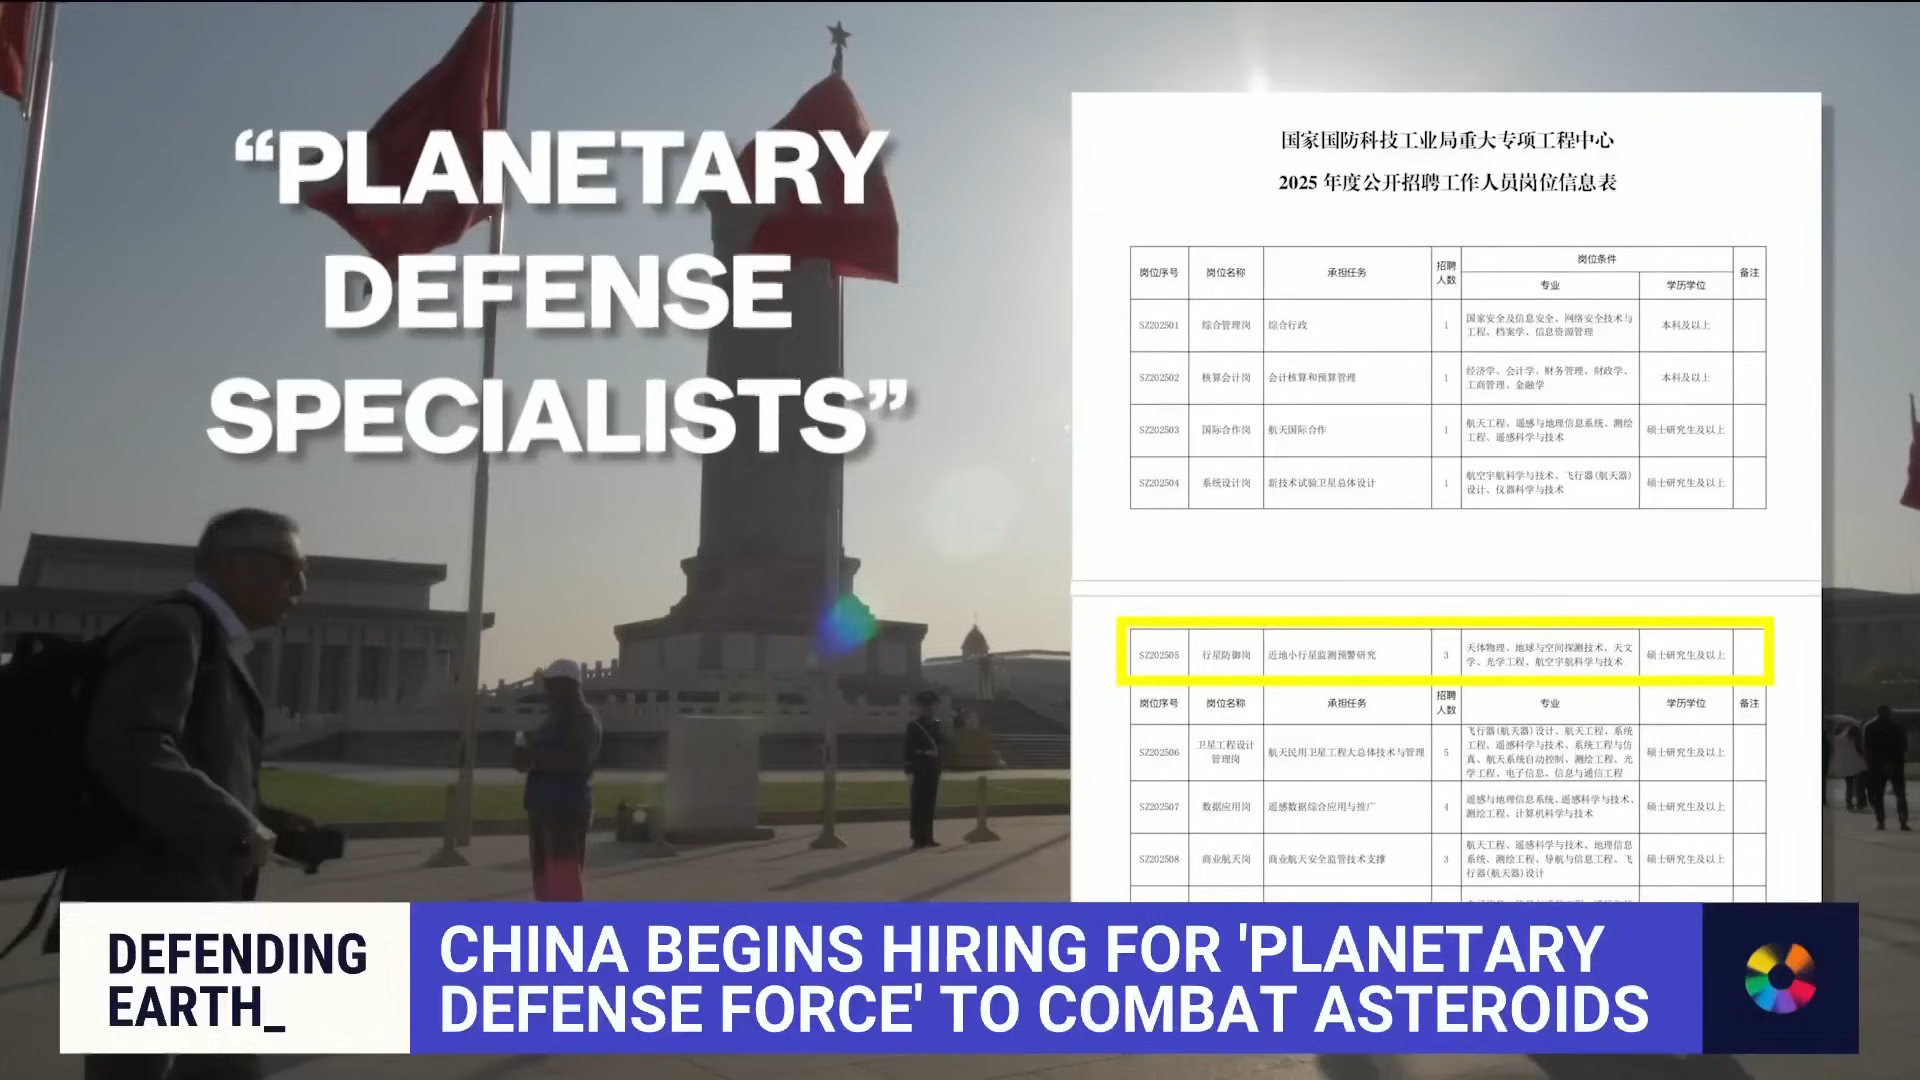 “PLANETARY
DEFENSE
SPECIALISTS”
国家国防科技工业局重大专项工程中心
2025 年度公开招聘工作人员岗位信息表
岗位序号 岗位名称 承担任务 招聘人数 岗位条件 备注
专业 学历学位
SZ202501 综合管理岗 综合行政 1 国家安全及信息安全、网络安全技术与 本科及以上
工程、档案学、信息资源管理
SZ202502 核算会计岗 会计核算和预算管理 1 经济学、会计学、财务管理、财政学、 本科及以上
工商管理、金融学
SZ202503 国际合作岗 航天国际合作 1 航天工程、遥感与地理信息系统、测绘 硕士研究生及以上
工程、遥感科学与技术
SZ202504 系统设计岗 新技术试验卫星总体设计 1 航空宇航科学与技术、飞行器(航天器) 硕士研究生及以上
设计、仪器科学与技术
SZ202505 行星防御岗 近地小行星监测预警研究 3 天体物理、地球与空间探测技术、天文 硕士研究生及以上
学、光学工程、航空宇航科学与技术
岗位序号 岗位名称 承担任务 招聘人数 专业 学历学位 备注
SZ202506 卫星工程设计管理岗 航天民用卫星工程大总体技术与管理 5 飞行器(航天器)设计、航天工程、系统 硕士研究生及以上
工程、遥感科学与技术、系统工程与仿
真、航天系统自动控制、测绘工程、光
学工程、电子信息、信息与通信工程
SZ202507 数据应用岗 遥感数据综合应用与推广 4 遥感与地理信息系统、遥感科学与技术、 硕士研究生及以上
测绘工程、计算机科学与技术
SZ202508 商业航天岗 商业航天安全监管技术支撑 3 航天工程、遥感科学与技术、地理信息 硕士研究生及以上
系统、测绘工程、导航与信息工程、飞
行器(航天器)设计
DEFENDING
EARTH_
CHINA BEGINS HIRING FOR 'PLANETARY
DEFENSE FORCE' TO COMBAT ASTEROIDS